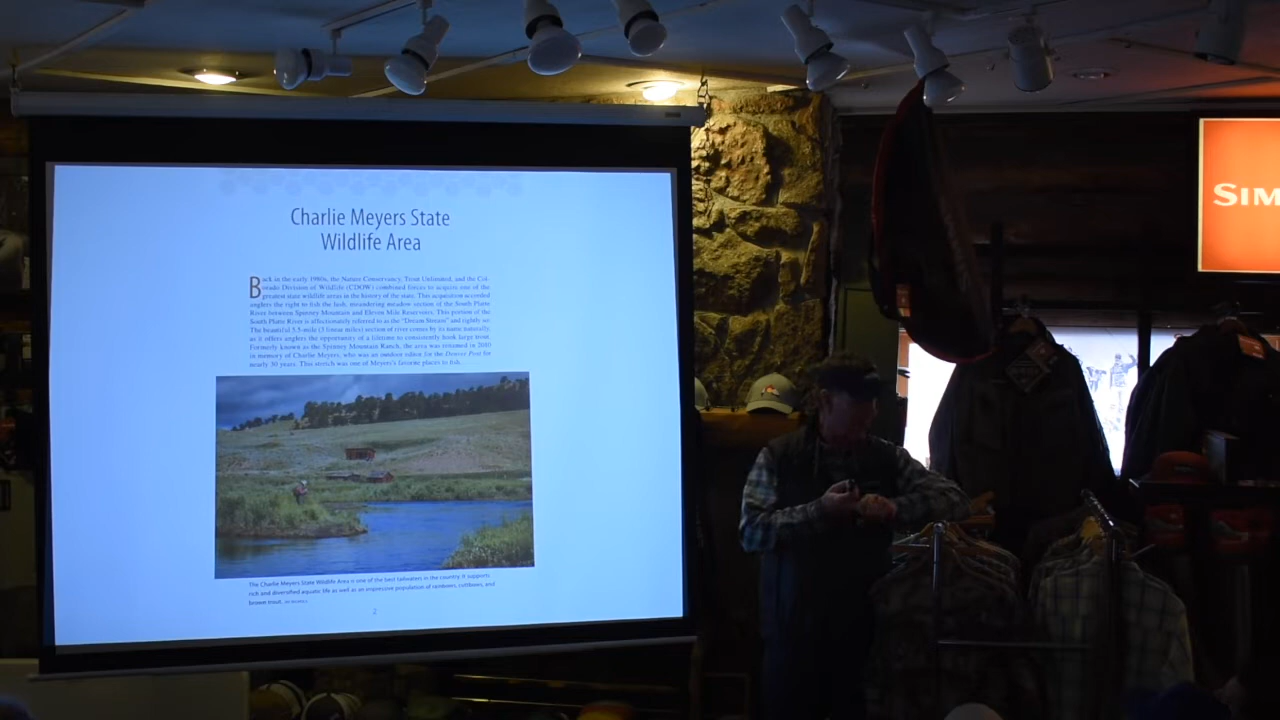 Charlie Meyers State
Wildlife Area
Back in the early 1980s, the Nature Conservancy, Trout Unlimited, and the Col-
orado Division of Wildlife (CDOW) combined forces to acquire one of the
greatest state wildlife areas in the history of the state. This acquisition accorded
anglers the right to fish the lush, meandering meadow section of the South Platte
River between Spinney Mountain and Eleven Mile Reservoirs. This portion of the
South Platte River is affectionately referred to as the "Dream Stream" and rightly so.
The beautiful 5.5-mile (3 linear miles) section of river comes by its name naturally,
as it offers anglers the opportunity of a lifetime to consistently hook large trout.
Formerly known as the Spinney Mountain Ranch, the area was renamed in 2010
in memory of Charlie Meyers, who was an outdoor editor for the Denver Post for
nearly 30 years. This stretch was one of Meyers's favorite places to fish.
The Charlie Meyers State Wildlife Area is one of the best tailwaters in the country. It supports
rich and diversified aquatic life as well as an impressive population of rainbows, cuttbows, and
brown trout.
2
SIM